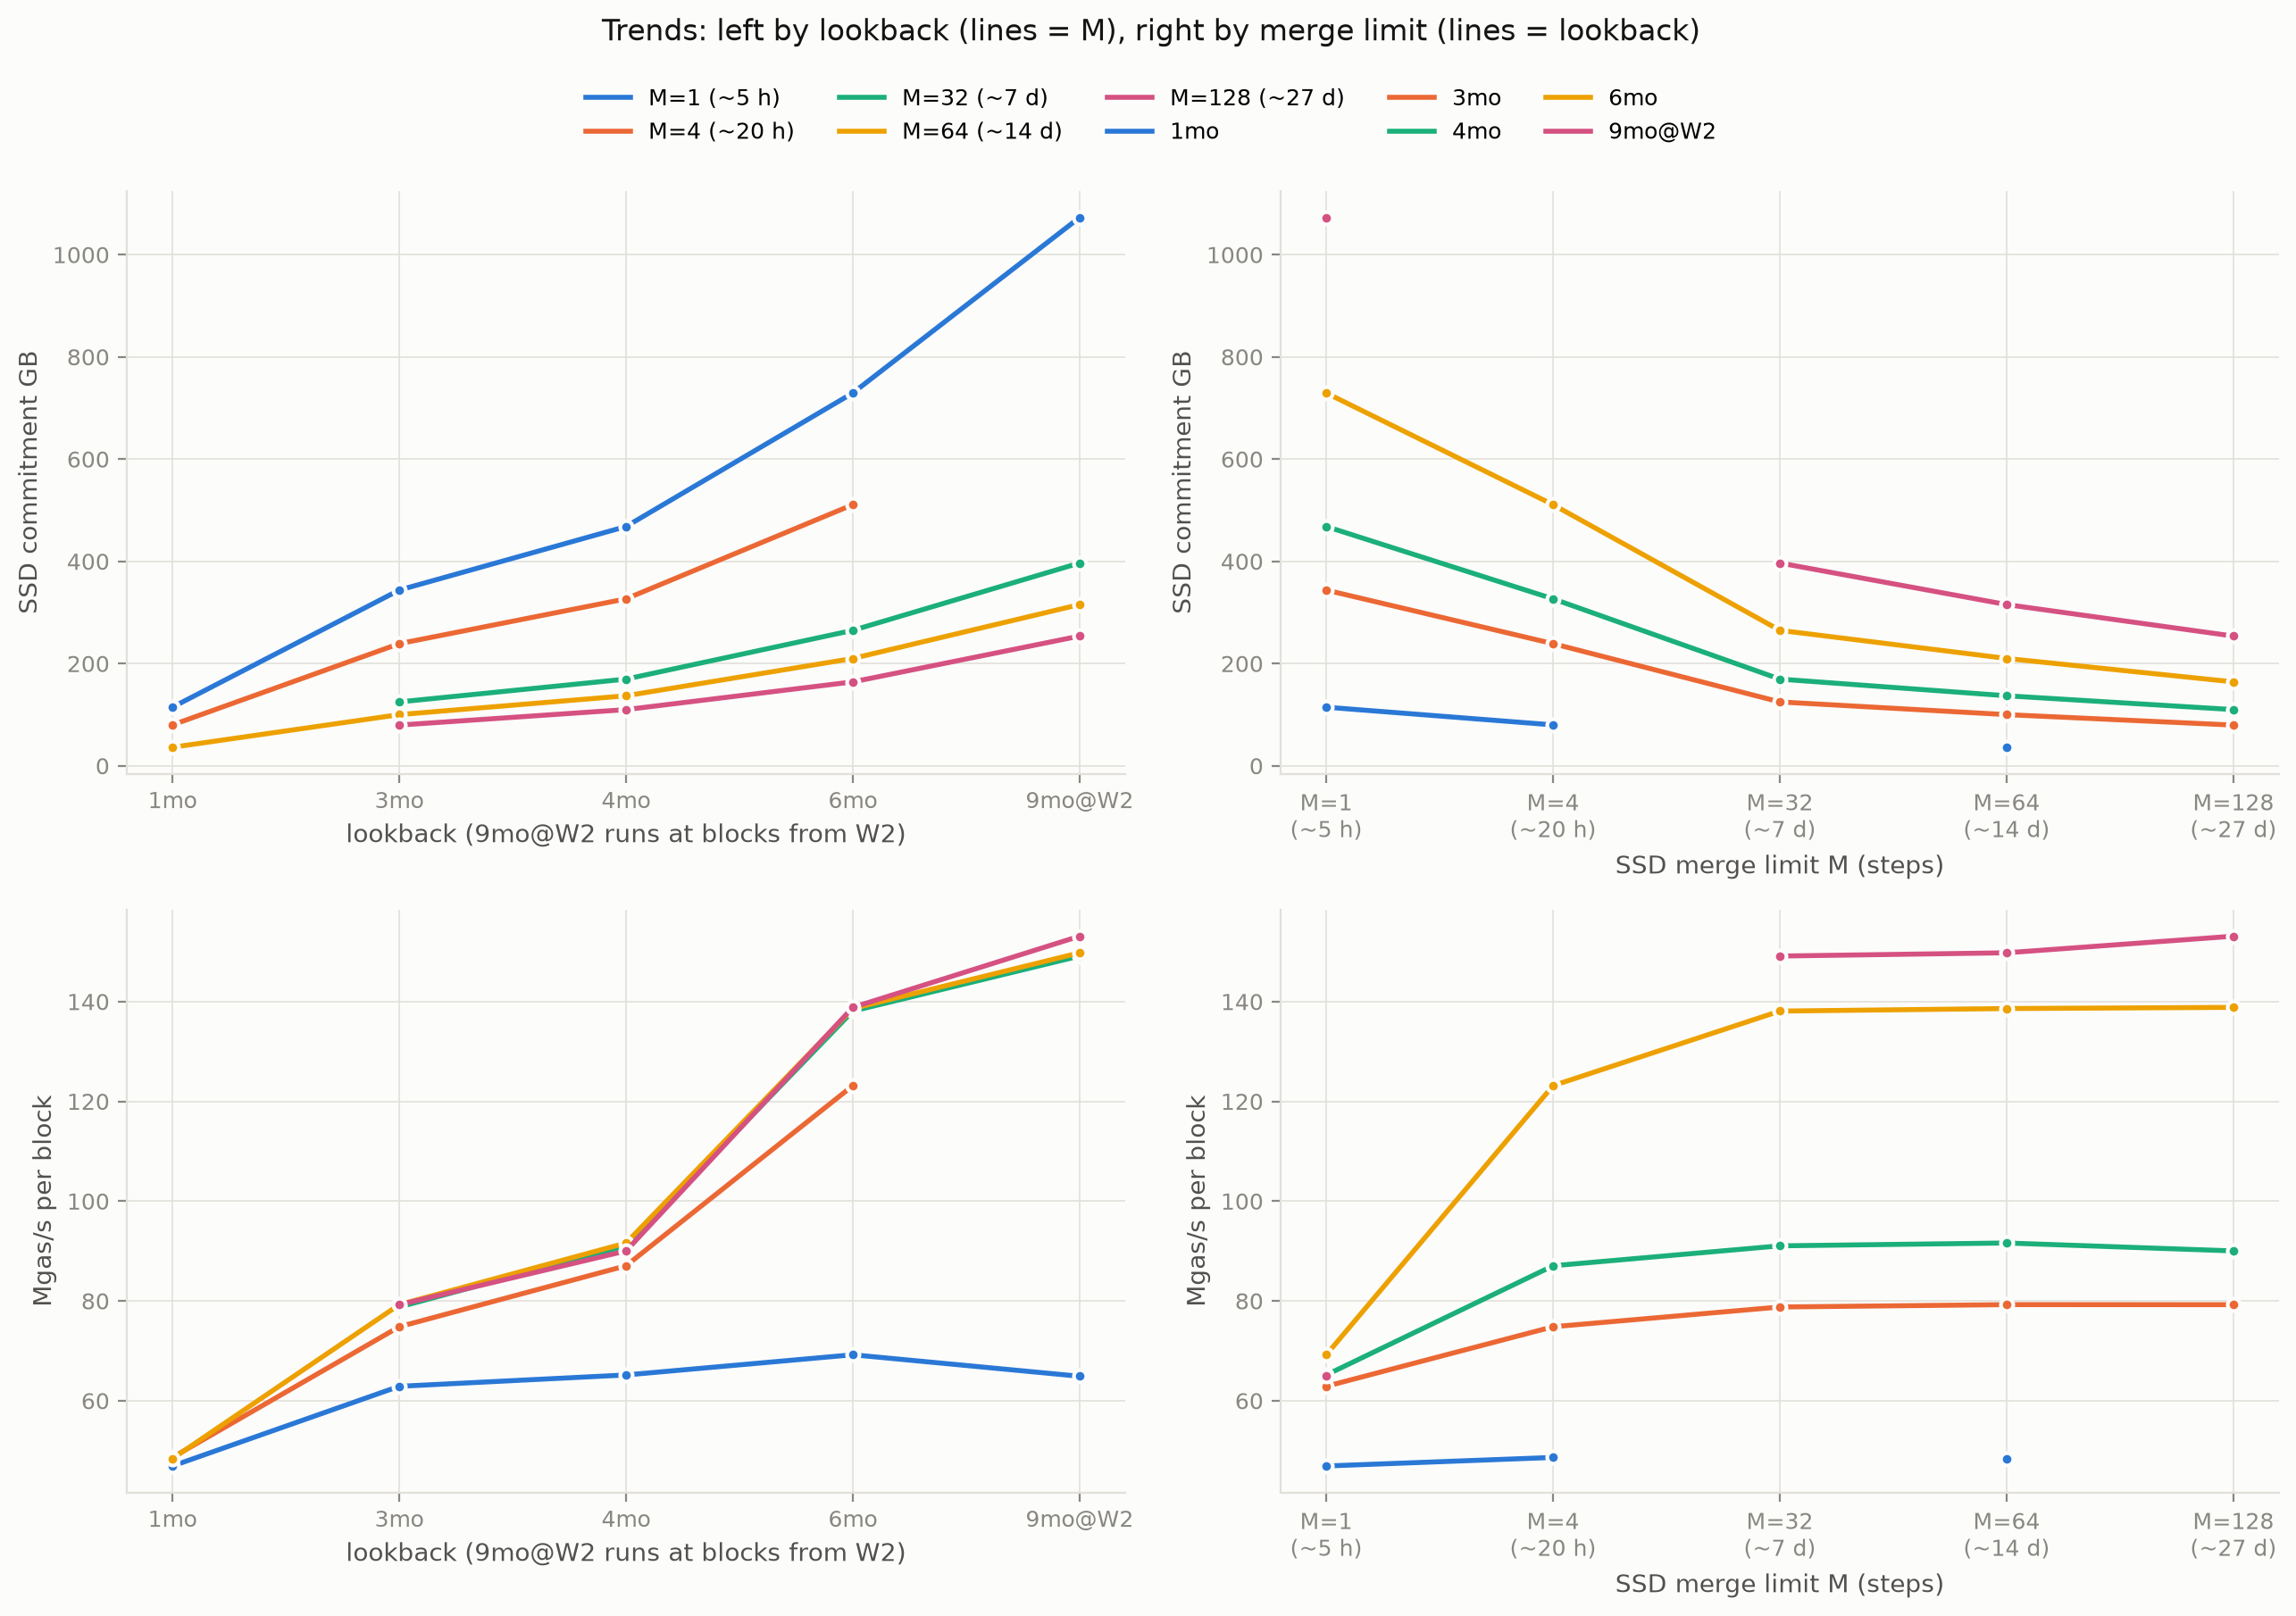 Trends: left by lookback (lines = M), right by merge limit (lines = lookback)
M=1 (~5 h)
M=4 (~20 h)
M=32 (~7 d)
M=64 (~14 d)
M=128 (~27 d)
1mo
3mo
4mo
6mo
9mo@W2
SSD commitment GB
1000
800
600
400
200
0
1mo 3mo 4mo 6mo 9mo@W2
lookback (9mo@W2 runs at blocks from W2)
SSD commitment GB
1000
800
600
400
200
0
M=1 M=4 M=32 M=64 M=128
(~5 h) (~20 h) (~7 d) (~14 d) (~27 d)
SSD merge limit M (steps)
Mgas/s per block
140
120
100
80
60
1mo 3mo 4mo 6mo 9mo@W2
lookback (9mo@W2 runs at blocks from W2)
Mgas/s per block
140
120
100
80
60
M=1 M=4 M=32 M=64 M=128
(~5 h) (~20 h) (~7 d) (~14 d) (~27 d)
SSD merge limit M (steps)